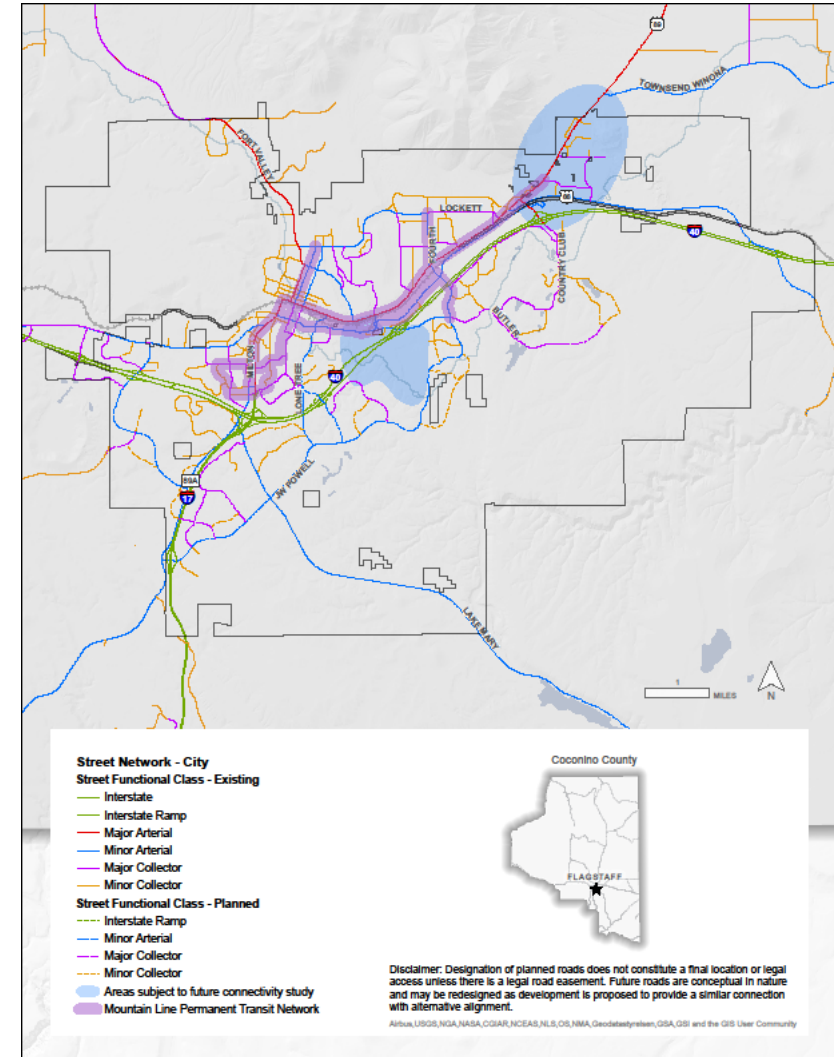 89
TOWNSEND WINONA
FORT VALLEY
LOCKETT
66
40
FOURTH
COUNTRY CLUB
BUTLER
MILTON
LONE TREE
40
JW POWELL
89A
17
LAKE MARY
1
MILES
N
Street Network - City
Street Functional Class - Existing
Interstate
Interstate Ramp
Major Arterial
Minor Arterial
Major Collector
Minor Collector
Street Functional Class - Planned
Interstate Ramp
Minor Arterial
Major Collector
Minor Collector
Areas subject to future connectivity study
Mountain Line Permanent Transit Network
Coconino County
FLAGSTAFF
Disclaimer: Designation of planned roads does not constitute a final location or legal
access unless there is a legal road easement. Future roads are conceptual in nature
and may be redesigned as development is proposed to provide a similar connection
with alternative alignment.
Airbus,USGS,NGA,NASA,CGIAR,NCEAS,NLS,OS,NMA,Geodatastyrelsen,GSA,GSI and the GIS User Community